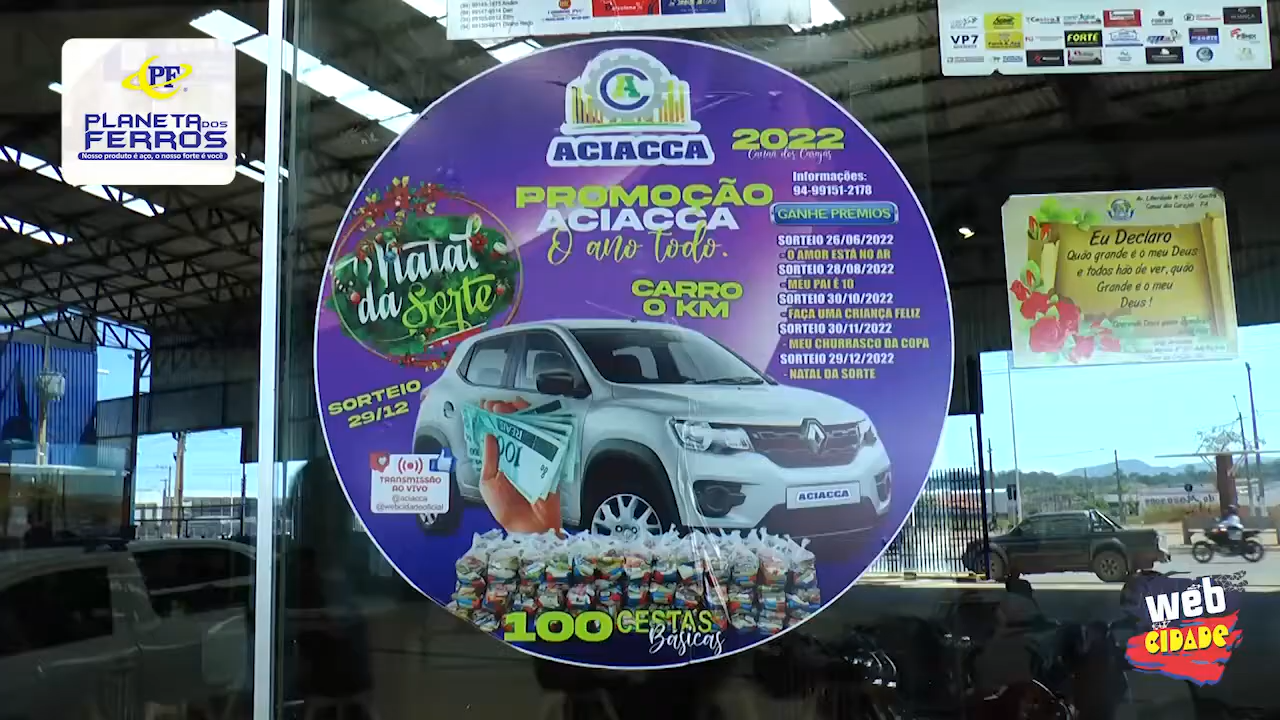 PF
PLANETA DOS
FERROS
Nosso produto é aço, o nosso forte é você
VP7
FORTE
CA
ACIACCA
2022
Canaã dos Carajás
Informações:
94-99151-2178
PROMOÇÃO
ACIACCA
O ano todo.
GANHE PREMIOS
SORTEIO 26/06/2022
- O AMOR ESTÁ NO AR
SORTEIO 28/08/2022
- MEU PAI É 10
SORTEIO 30/10/2022
- FAÇA UMA CRIANÇA FELIZ
SORTEIO 30/11/2022
- MEU CHURRASCO DA COPA
SORTEIO 29/12/2022
- NATAL DA SORTE
Natal
da Sorte
CARRO
0 KM
SORTEIO
29/12
100
REAIS
TRANSMISSÃO
AO VIVO
@aciacca
@webcidadeoficial
ACIACCA
100 CESTAS
Básicas
Eu Declaro
Quão grande é o meu Deus
e todos hão de ver, quão
Grande e o meu
Deus !
web
CIDADE